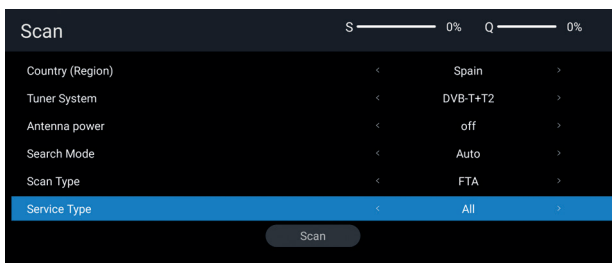 Scan S 0% Q 0%
Country (Region) < Spain >
Tuner System < DVB-T+T2 >
Antenna power < off >
Search Mode < Auto >
Scan Type < FTA >
Service Type < All >
Scan